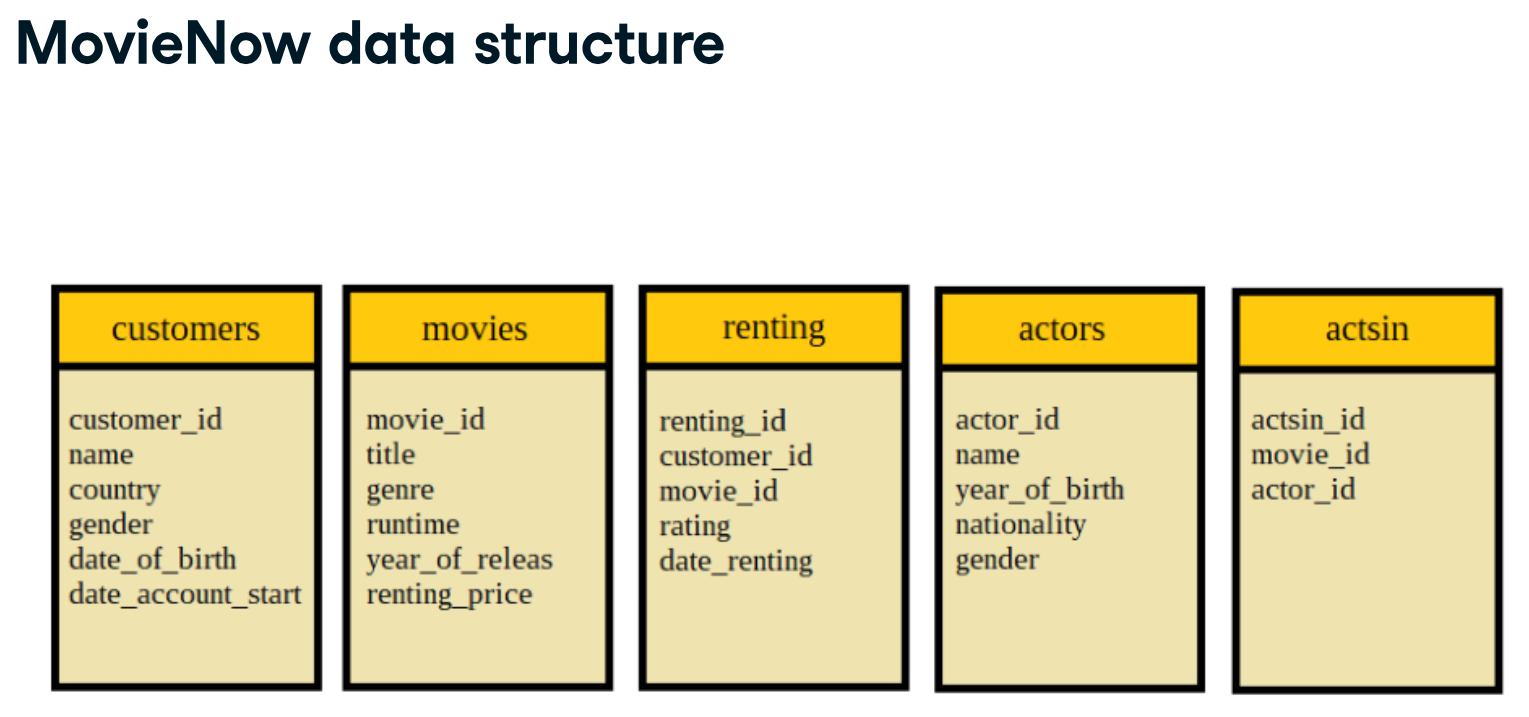 MovieNow data structure
customers
customer_id
name
country
gender
date_of_birth
date_account_start
movies
movie_id
title
genre
runtime
year_of_releas
renting_price
renting
renting_id
customer_id
movie_id
rating
date_renting
actors
actor_id
name
year_of_birth
nationality
gender
actsin
actsin_id
movie_id
actor_id